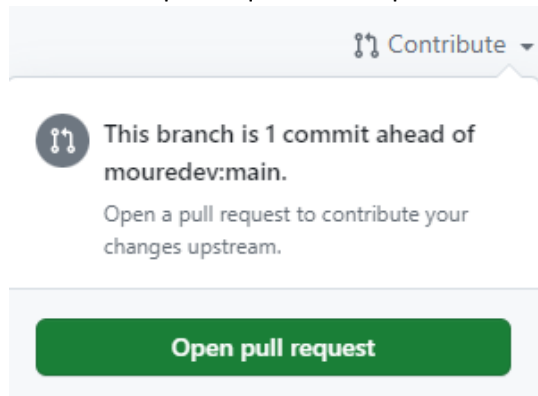 Contribute
This branch is 1 commit ahead of
mouredev:main.
Open a pull request to contribute your
changes upstream.
Open pull request